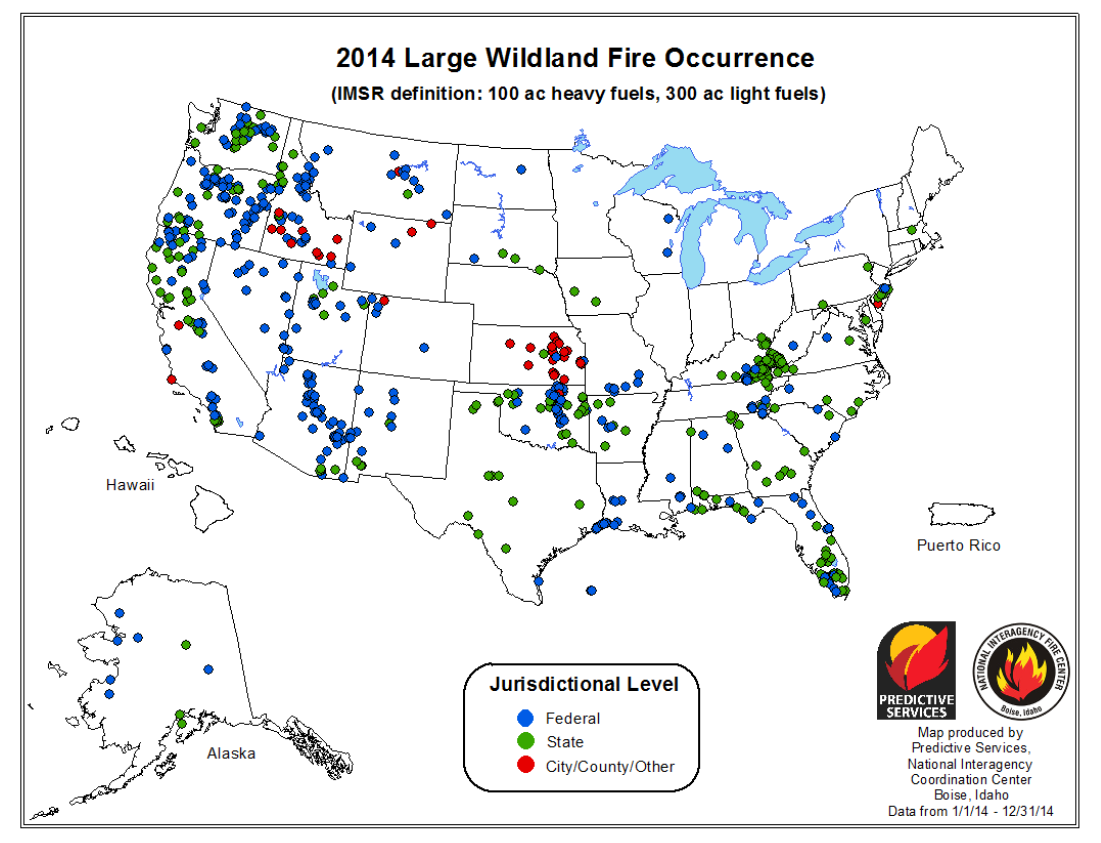 2014 Large Wildland Fire Occurrence
(IMSR definition: 100 ac heavy fuels, 300 ac light fuels)
Hawaii
Puerto Rico
Alaska
Jurisdictional Level
Federal
State
City/County/Other
PREDICTIVE
SERVICES
NATIONAL INTERAGENCY FIRE CENTER
Boise, Idaho
Map produced by
Predictive Services,
National Interagency
Coordination Center
Boise, Idaho
Data from 1/1/14 - 12/31/14